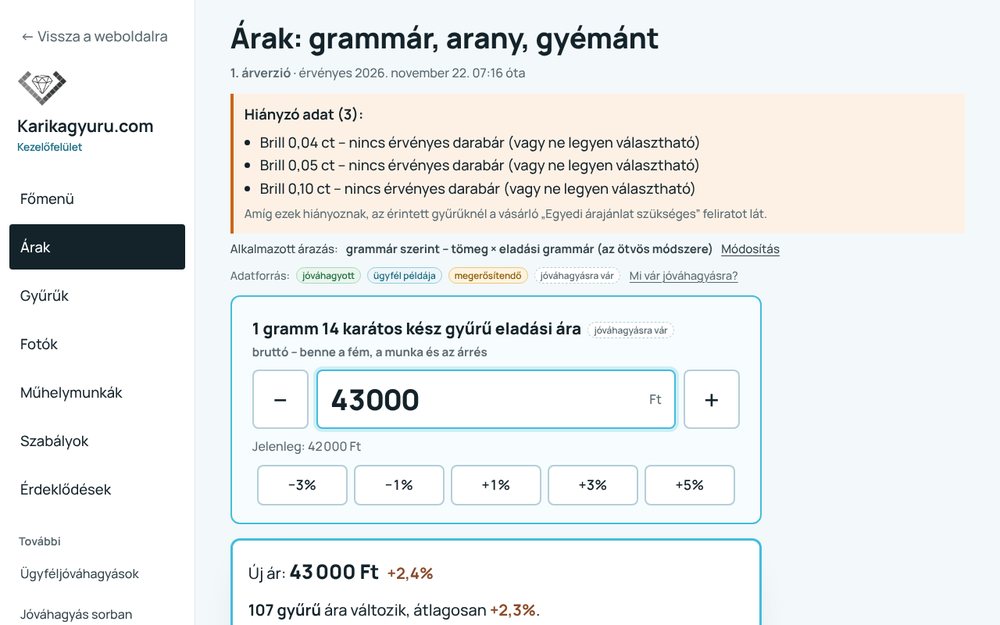 ← Vissza a weboldalra
Karikagyuru.com
Kezelőfelület
Főmenü
Árak
Gyűrűk
Fotók
Műhelymunkák
Szabályok
Érdeklődések
További
Ügyféljóváhagyások
Jóváhagyás sorban
Árak: grammár, arany, gyémánt
1. árverzió · érvényes 2026. november 22. 07:16 óta
Hiányzó adat (3):
• Brill 0,04 ct – nincs érvényes darabár (vagy ne legyen választható)
• Brill 0,05 ct – nincs érvényes darabár (vagy ne legyen választható)
• Brill 0,10 ct – nincs érvényes darabár (vagy ne legyen választható)
Amíg ezek hiányoznak, az érintett gyűrűknél a vásárló „Egyedi árajánlat szükséges” feliratot lát.
Alkalmazott árazás: grammár szerint – tömeg × eladási grammár (az ötvös módszere) Módosítás
Adatforrás: jóváhagyott ügyfél példája megerősítendő jóváhagyásra vár Mi vár jóváhagyásra?
1 gramm 14 karátos kész gyűrű eladási ára jóváhagyásra vár
bruttó – benne a fém, a munka és az árrés
− 43000 Ft +
Jelenleg: 42 000 Ft
−3% −1% +1% +3% +5%
Új ár: 43 000 Ft +2,4%
107 gyűrű ára változik, átlagosan +2,3%.